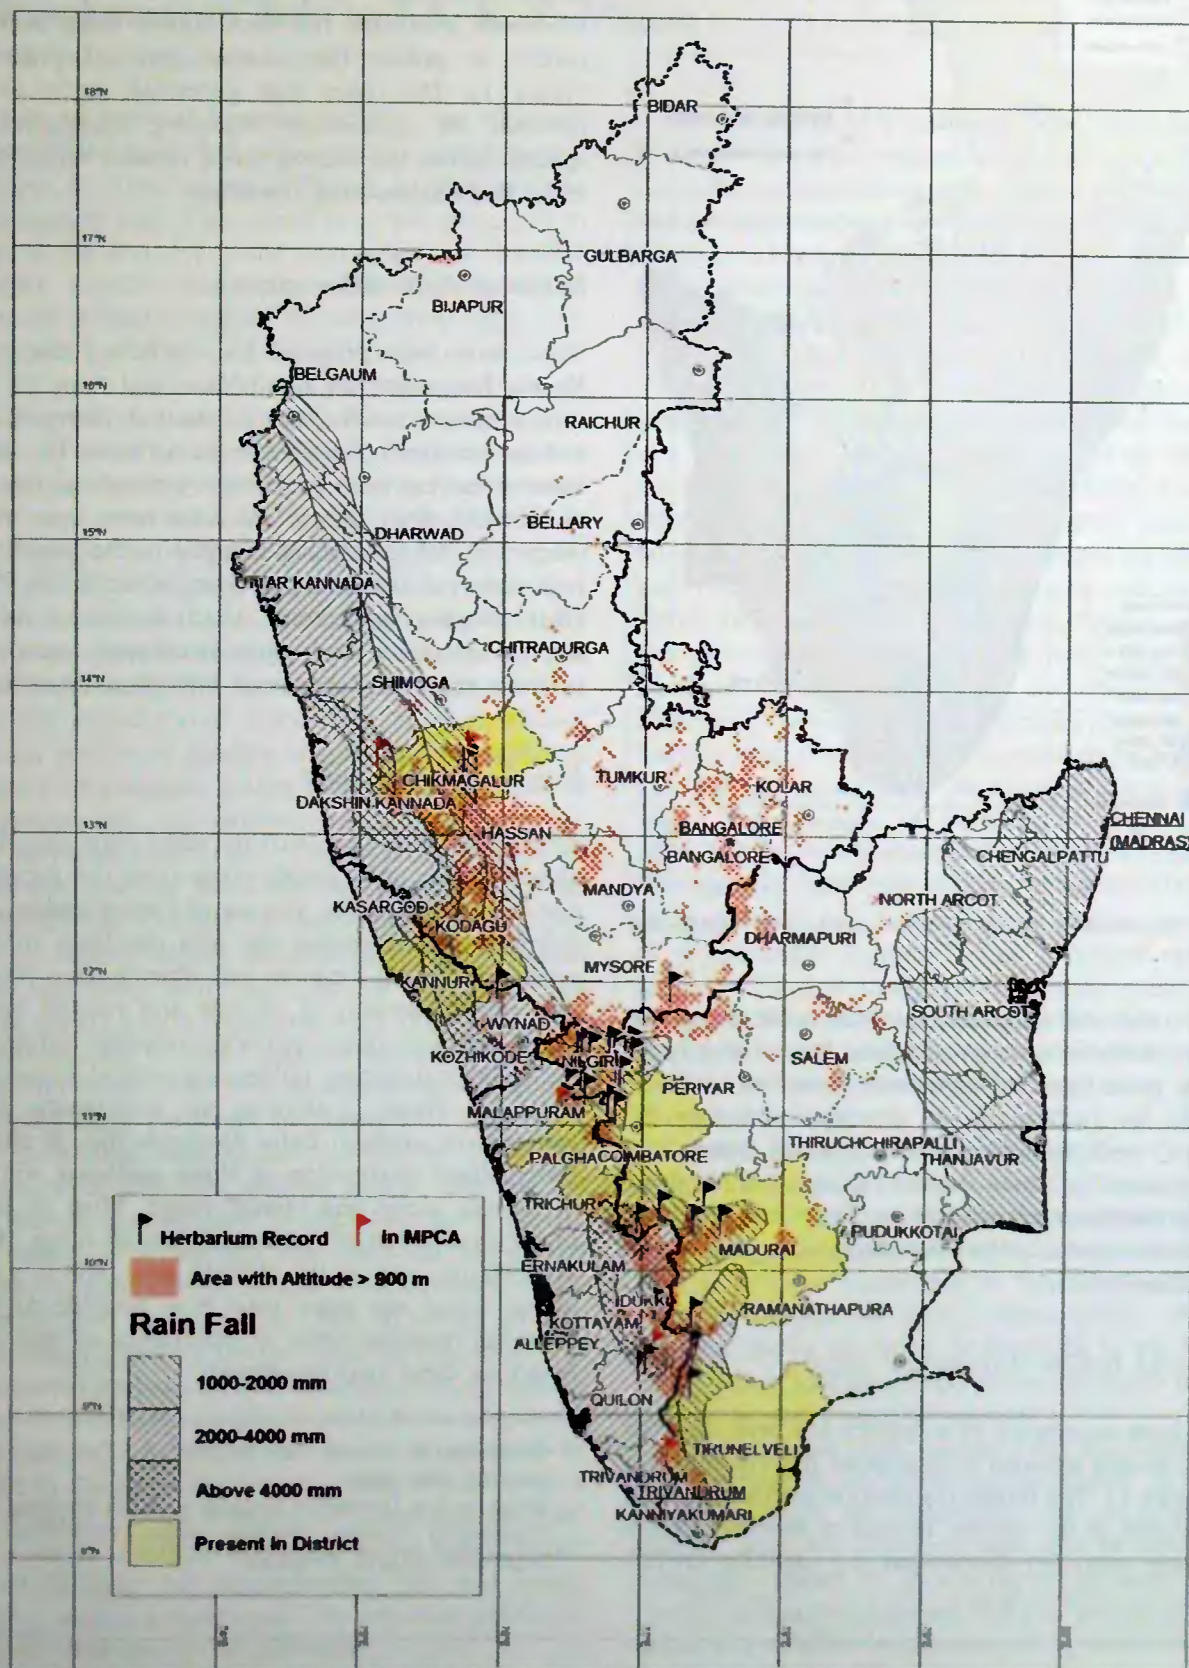 18°N
BIDAR
17°N
GULBARGA
BIJAPUR
16°N
BELGAUM
RAICHUR
BELLARY
15°N
DHARWAD
UTTAR KANNADA
CHITRADURGA
14°N
SHIMOGA
CHIKMAGALUR
TUMKUR
KOLAR
DAKSHIN KANNADA
13°N
HASSAN
BANGALORE
BANGALORE
CHENNAI
(MADRAS)
CHENGALPATTU
MANDYA
NORTH ARCOT
KASARGOD
KODAGU
DHARMAPURI
12°N
KANNUR
MYSORE
SOUTH ARCOT
WYNAD
KOZHIKODE
NILGIRI
SALEM
PERIYAR
11°N
MALAPPURAM
THIRUCHCHIRAPALLI
PALGHA
COIMBATORE
THANJAVUR
TRICHUR
PUDUKKOTAI
MADURAI
10°N
ERNAKULAM
IDUKKI
RAMANATHAPURA
KOTTAYAM
ALLEPPEY
QUILON
9°N
TIRUNELVELI
TRIVANDRUM
TRIVANDRUM
KANNIYAKUMARI
8°N
Herbarium Record
in MPCA
Area with Altitude > 900 m
Rain Fall
1000-2000 mm
2000-4000 mm
Above 4000 mm
Present in District